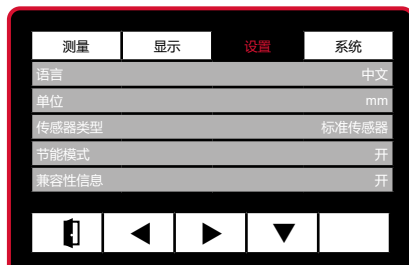 测量 显示 设置 系统
语言 中文
单位 mm
传感器类型 标准传感器
节能模式 开
兼容性信息 开